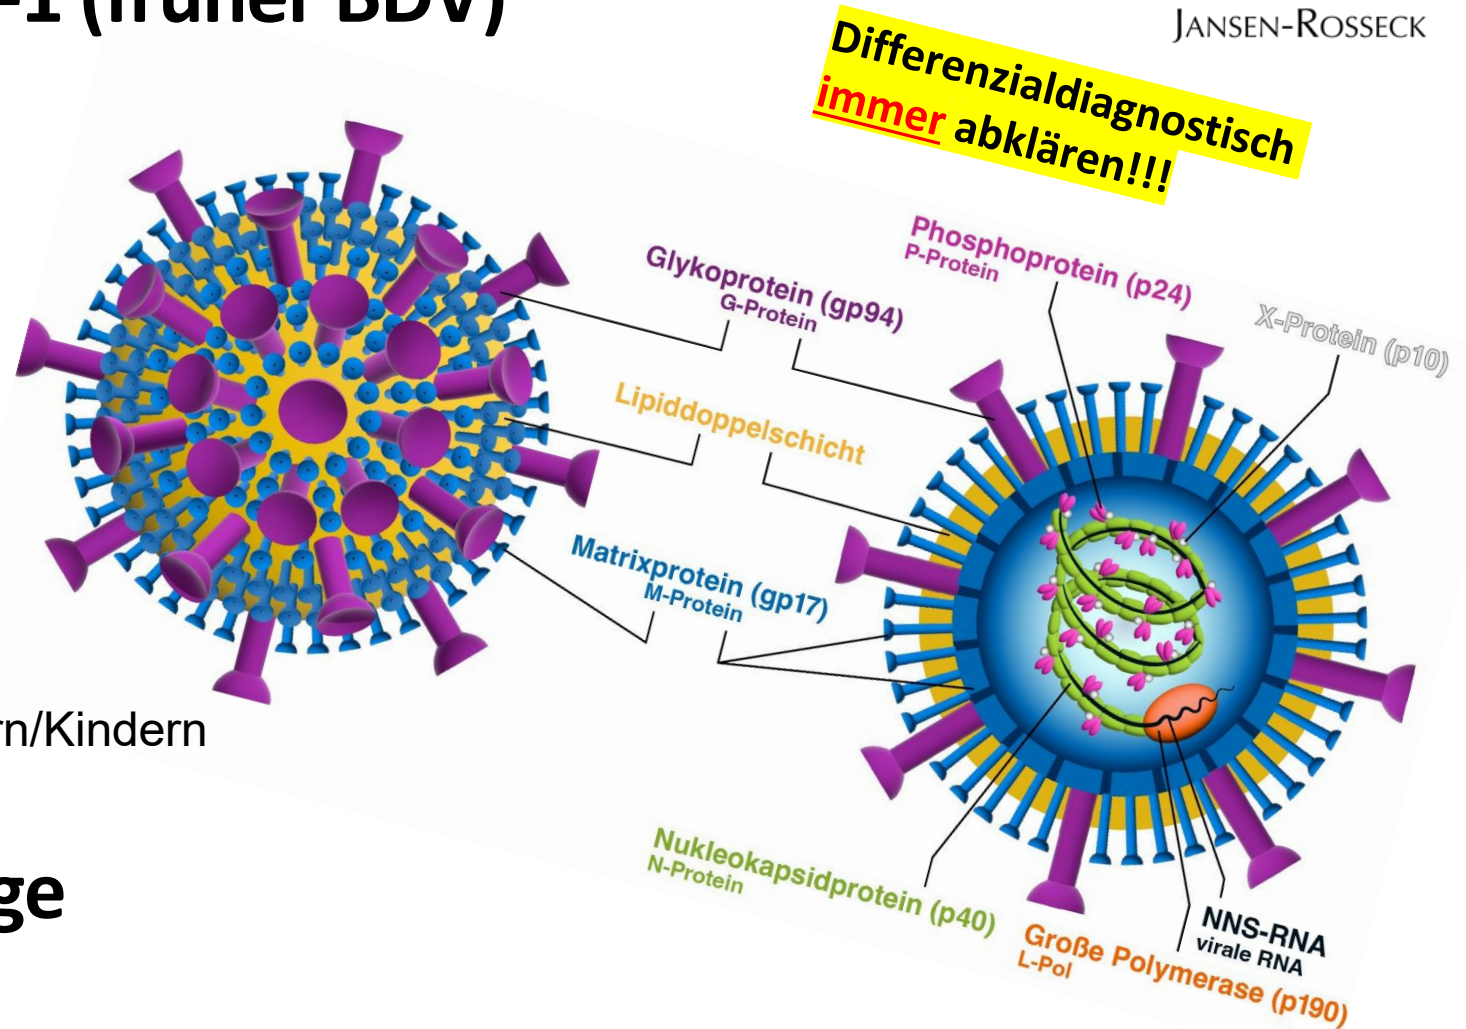 -1 (früher BDV)
JANSEN-ROSSECK
Differenzialdiagnostisch
immer abklären!!!
Phosphoprotein (p24)
P-Protein
Glykoprotein (gp94)
G-Protein
X-Protein (p10)
Lipiddoppelschicht
Matrixprotein (gp17)
M-Protein
rn/Kindern
Nukleokapsidprotein (p40)
N-Protein
ge
NNS-RNA
virale RNA
Große Polymerase (p190)
L-Pol